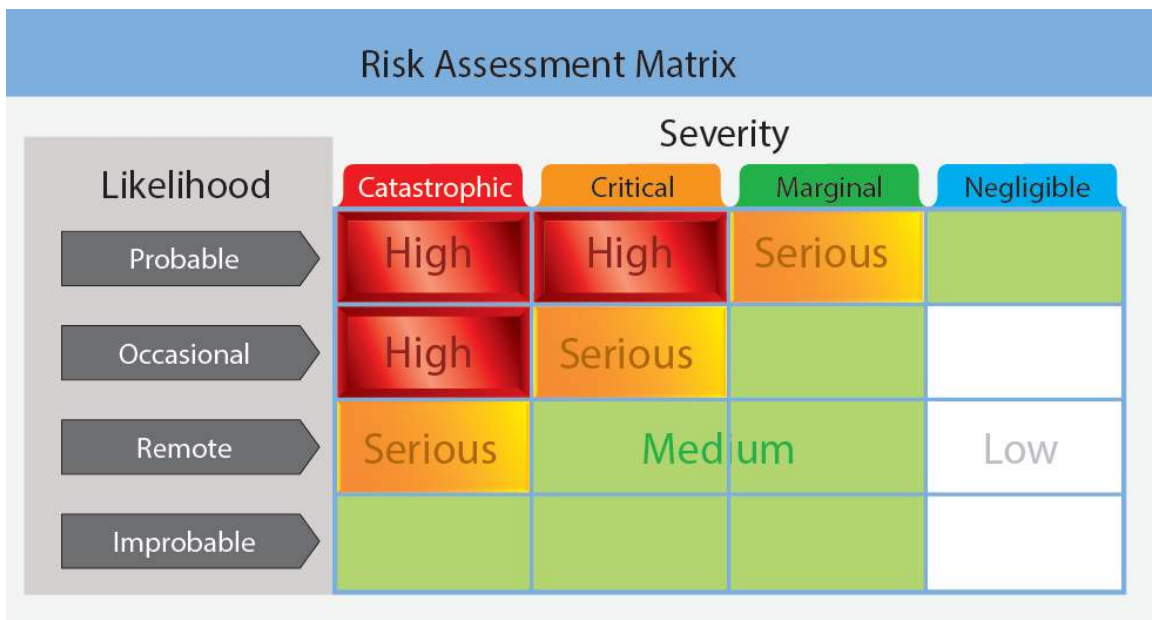 Risk Assessment Matrix
Severity
Likelihood
Catastrophic Critical Marginal Negligible
Probable High High Serious
Occasional High Serious
Remote Serious Medium Low
Improbable